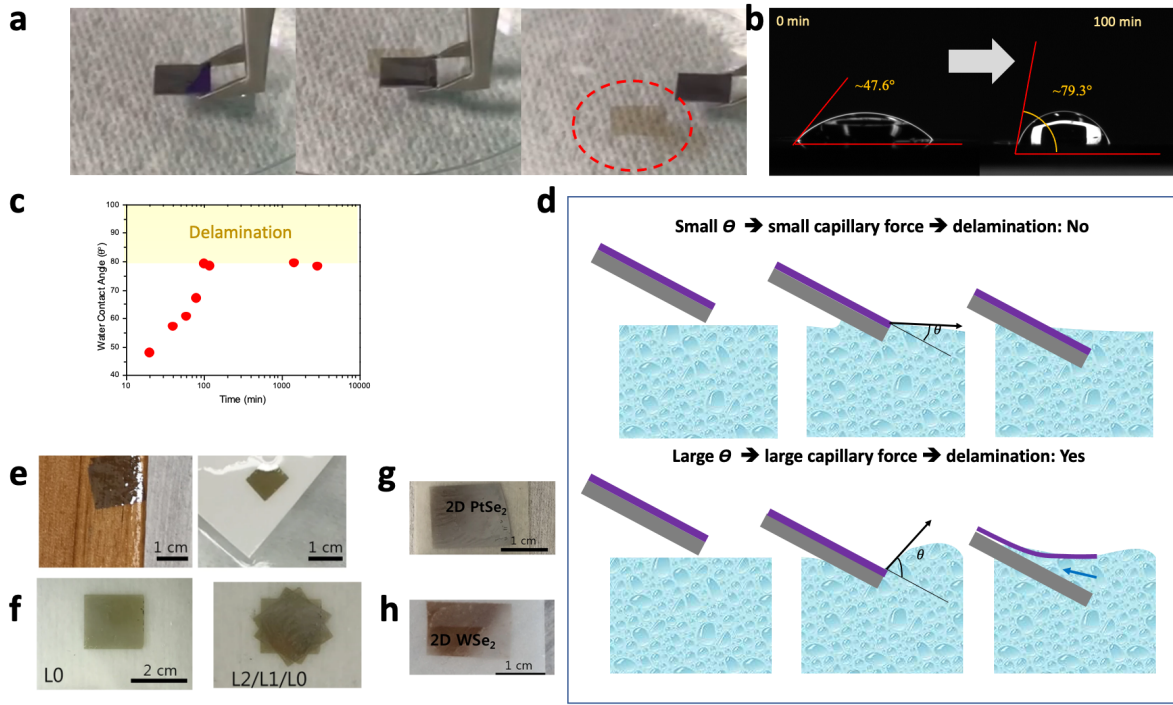 a
b
0 min
100 min
~47.6°
~79.3°
c
100
90
80
70
60
50
40
Water Contact Angle (θ°)
Delamination
10
100
1000
10000
Time (min)
d
Small Θ ➔ small capillary force ➔ delamination: No
θ
Large Θ ➔ large capillary force ➔ delamination: Yes
θ
e
1 cm
1 cm
f
L0
2 cm
L2/L1/L0
g
2D PtSe₂
1 cm
h
2D WSe₂
1 cm